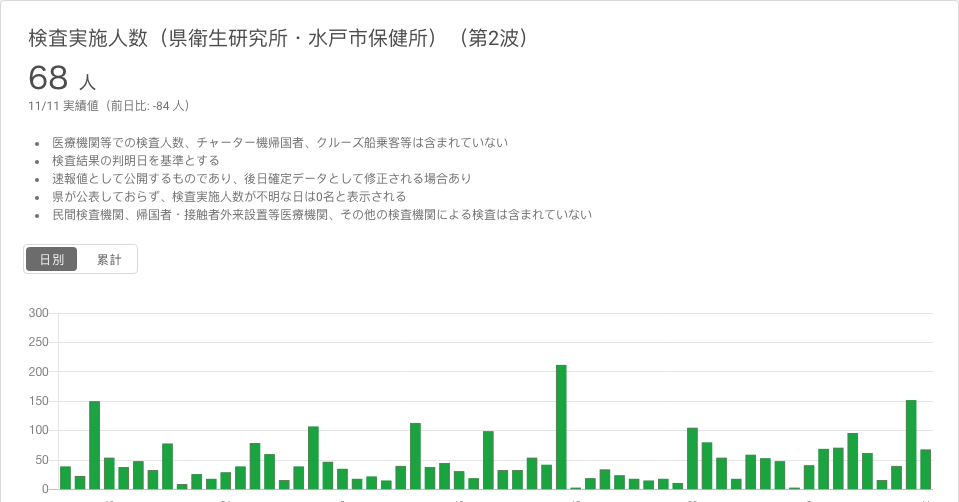 検査実施人数（県衛生研究所・水戸市保健所）（第2波）
68 人
11/11 実績値（前日比: -84 人）
• 医療機関等での検査人数、チャーター機帰国者、クルーズ船乗客等は含まれていない
• 検査結果の判明日を基準とする
• 速報値として公開するものであり、後日確定データとして修正される場合あり
• 県が公表しておらず、検査実施人数が不明な日は0名と表示される
• 民間検査機関、帰国者・接触者外来設置等医療機関、その他の検査機関による検査は含まれていない
日別 累計
300
250
200
150
100
50
0